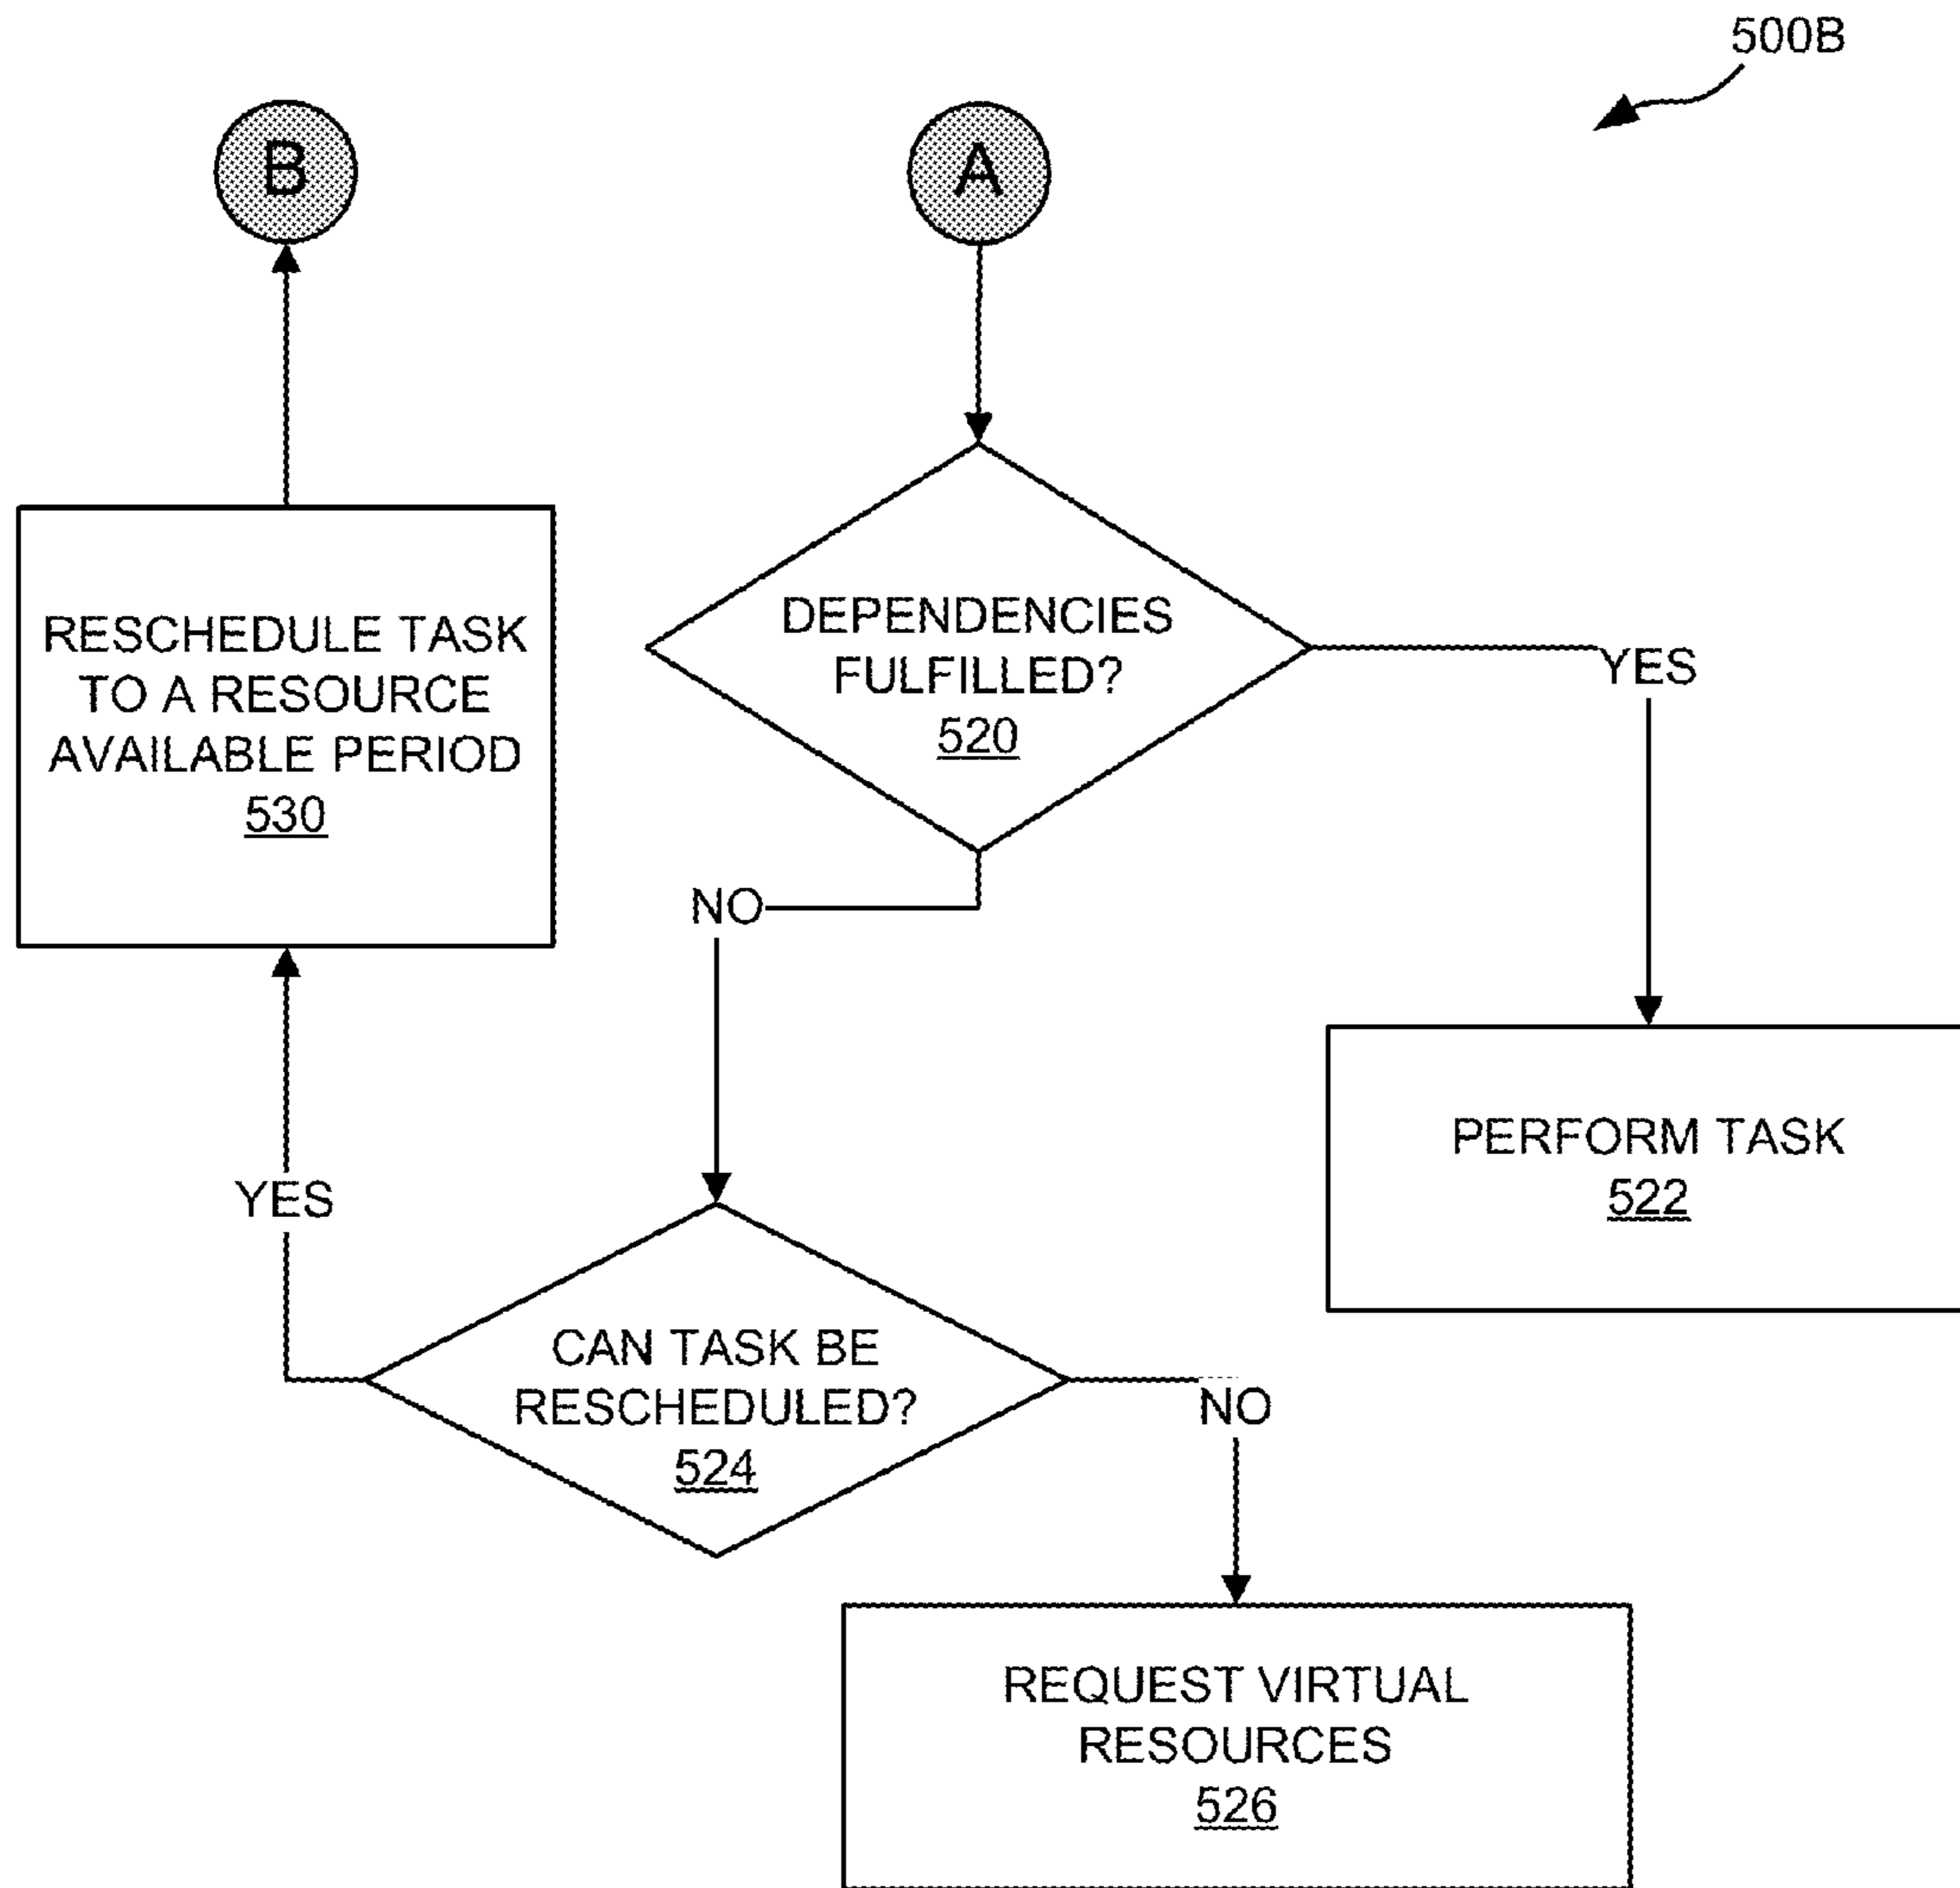 500B
B
A
RESCHEDULE TASK
TO A RESOURCE
AVAILABLE PERIOD
530
DEPENDENCIES
FULFILLED?
520
YES
NO
PERFORM TASK
522
YES
CAN TASK BE
RESCHEDULED?
524
NO
REQUEST VIRTUAL
RESOURCES
526